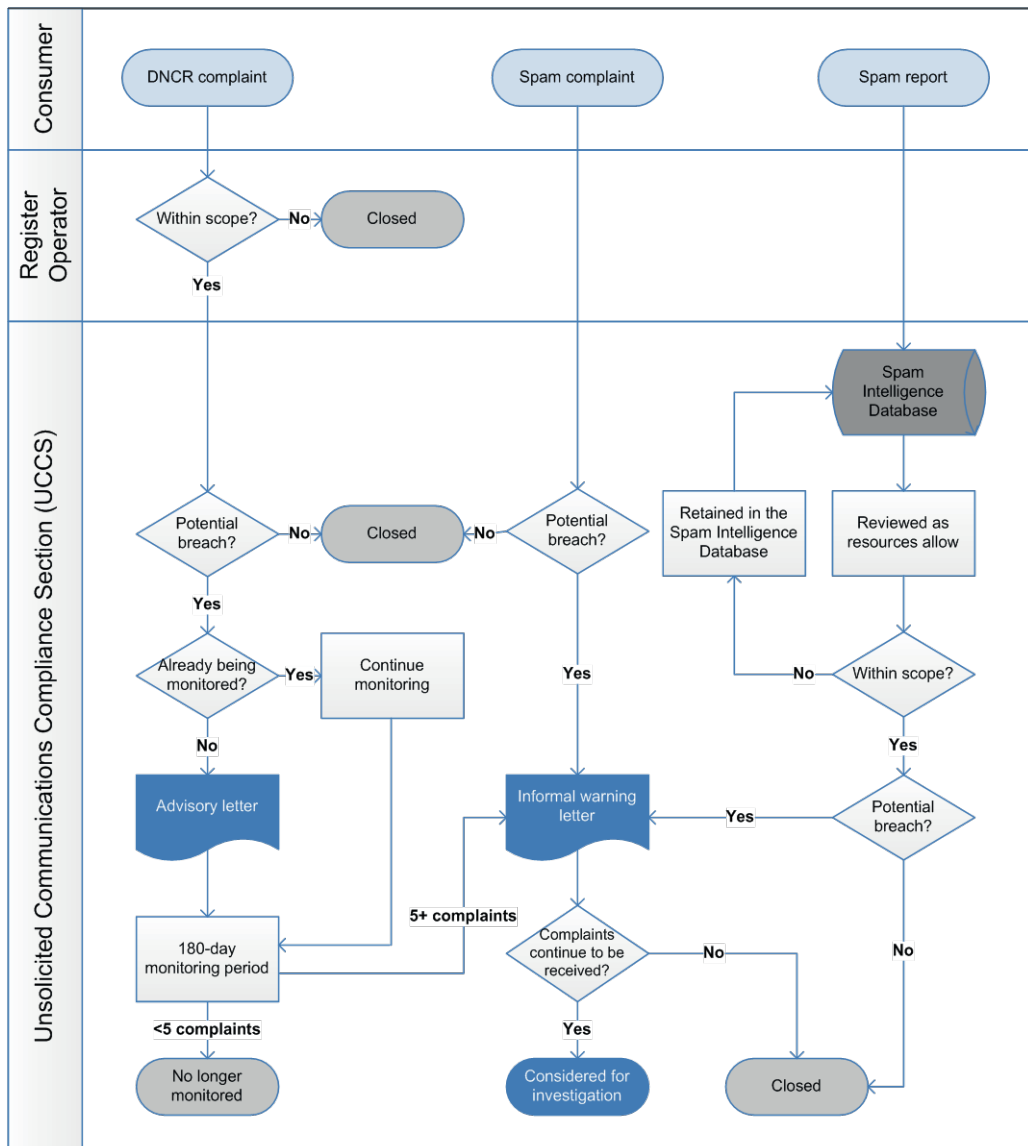 Consumer
DNCR complaint
Spam complaint
Spam report
Register
Operator
Within scope?
No
Closed
Yes
Unsolicited Communications Compliance Section (UCCS)
Spam
Intelligence
Database
Potential
breach?
No
Closed
No
Potential
breach?
Retained in the
Spam Intelligence
Database
Reviewed as
resources allow
Yes
Already being
monitored?
Yes
Continue
monitoring
Yes
No
Within scope?
No
Yes
Advisory letter
Informal warning
letter
Yes
Potential
breach?
5+ complaints
180-day
monitoring period
Complaints
continue to be
received?
No
No
<5 complaints
Yes
No longer
monitored
Considered for
investigation
Closed